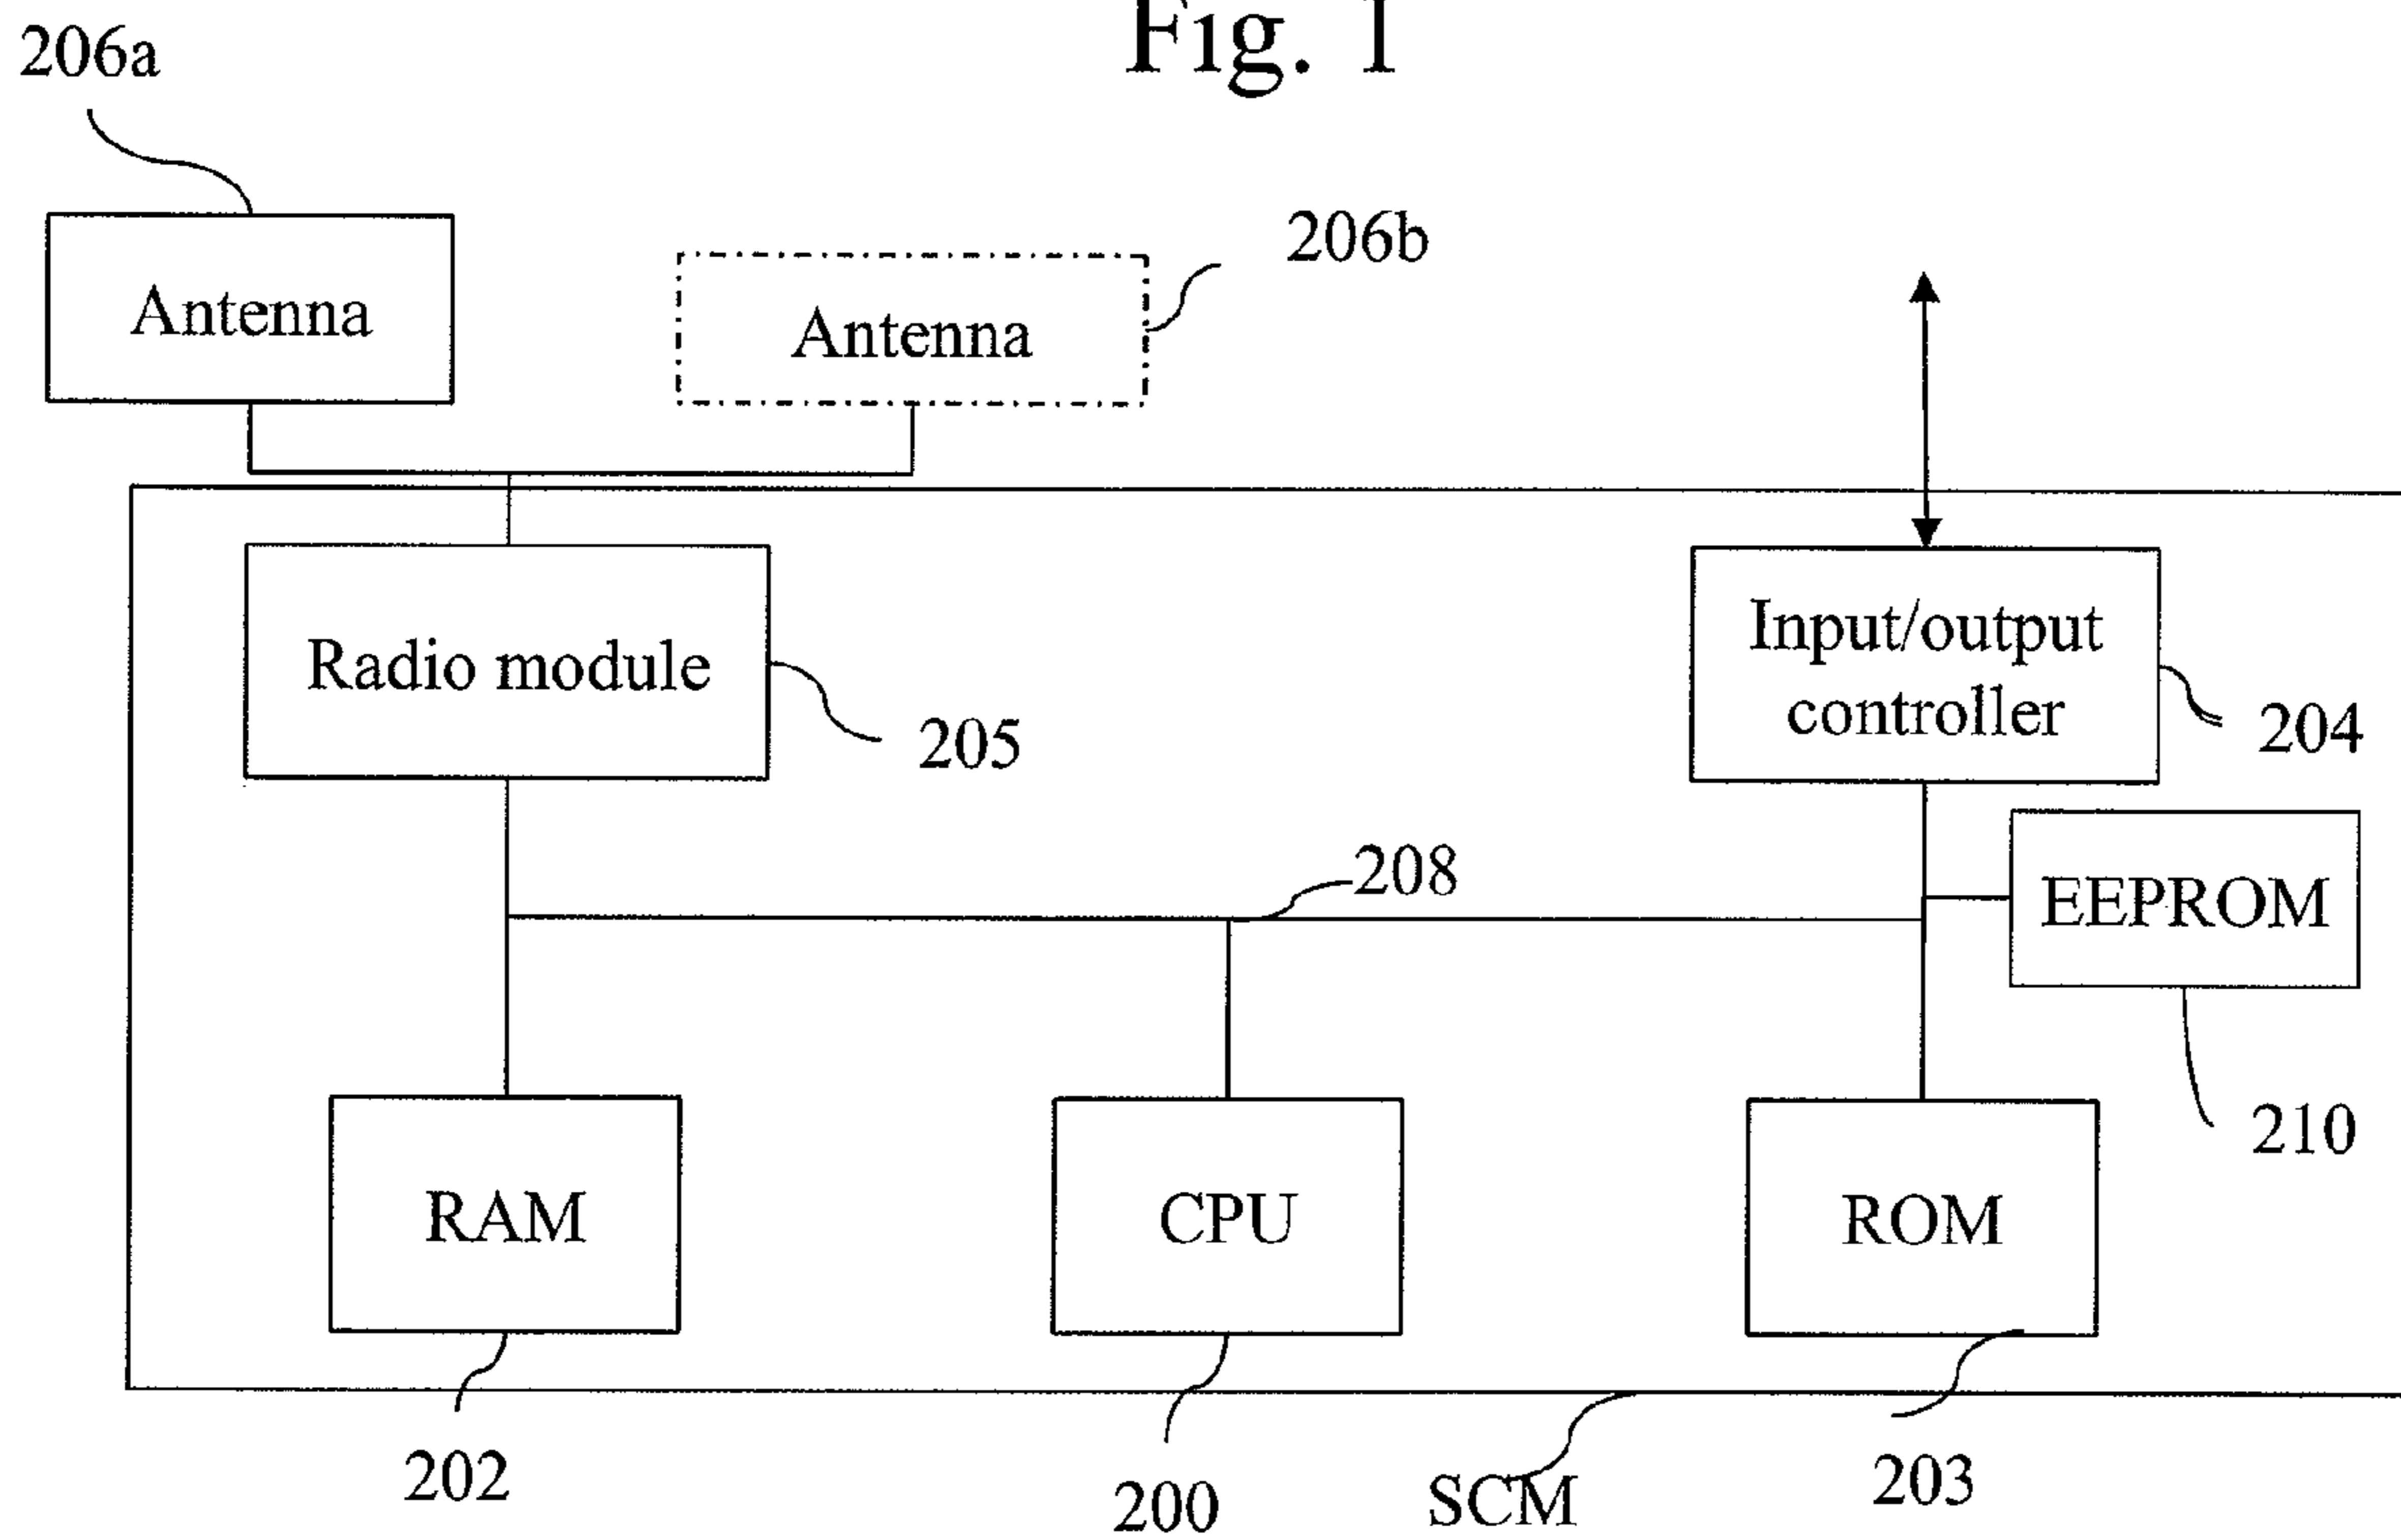 Fig. 1
206a
206b
Antenna
Antenna
Input/output
controller
Radio module
204
205
208
EEPROM
210
RAM
CPU
ROM
202
200
SCM
203